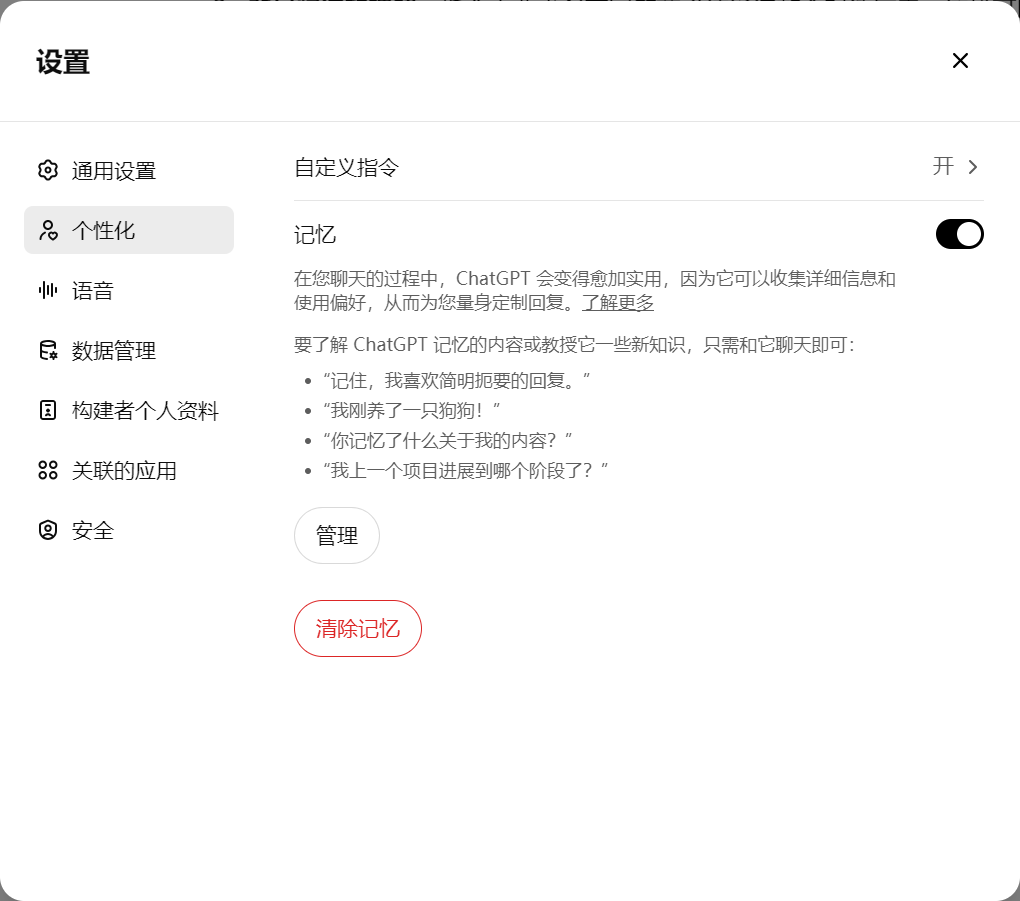 设置
通用设置
个性化
语音
数据管理
构建者个人资料
关联的应用
安全
自定义指令
开
记忆
在您聊天的过程中，ChatGPT 会变得愈加实用，因为它可以收集详细信息和
使用偏好，从而为您量身定制回复。了解更多
要了解 ChatGPT 记忆的内容或教授它一些新知识，只需和它聊天即可：
• “记住，我喜欢简明扼要的回复。”
• “我刚养了一只狗狗！”
• “你记忆了什么关于我的内容？”
• “我上一个项目进展到哪个阶段了？”
管理
清除记忆